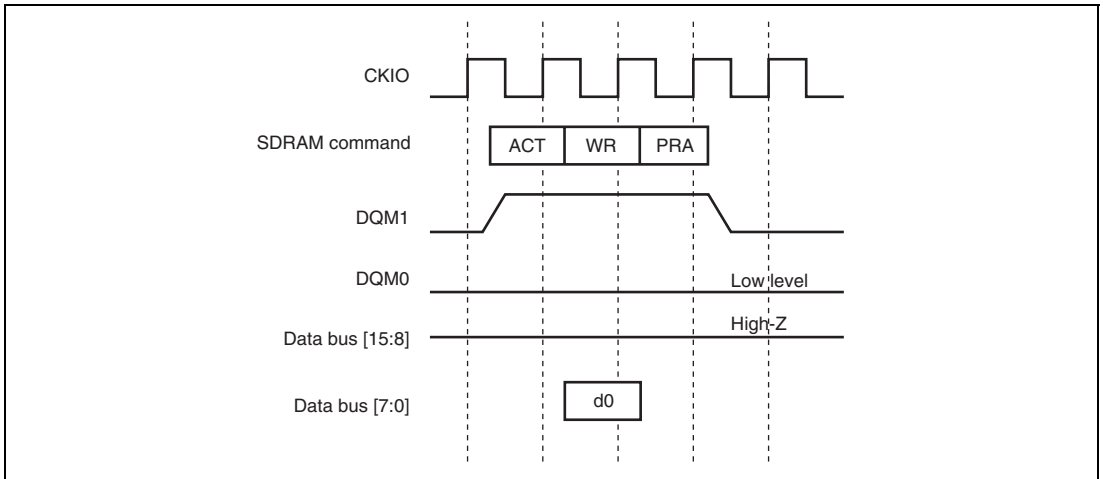 CKIO
SDRAM command
ACT WR PRA
DQM1
DQM0
Low level
Data bus [15:8]
High-Z
Data bus [7:0]
d0